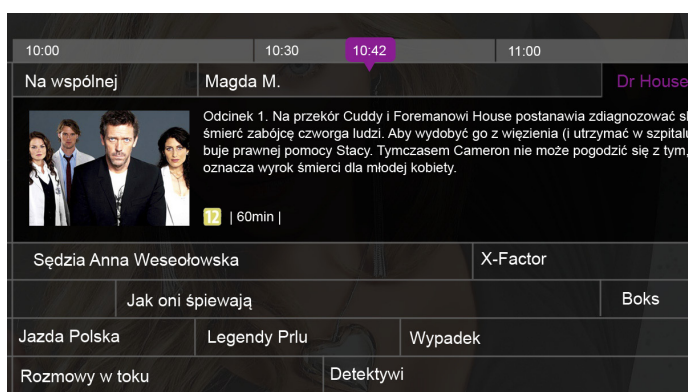 10:00 10:30 10:42 11:00
Na wspólnej Magda M. Dr House
Odcinek 1. Na przekór Cuddy i Foremanowi House postanawia zdiagnozować
śmierć zabójcę czworga ludzi. Aby wydobyć go z więzienia (i utrzymać w szpitalu
buje prawnej pomocy Stacy. Tymczasem Cameron nie może pogodzić się z tym,
oznacza wyrok śmierci dla młodej kobiety.
12 | 60min |
Sędzia Anna Weseołowska X-Factor
Jak oni śpiewają Boks
Jazda Polska Legendy Prlu Wypadek
Rozmowy w toku Detektywi